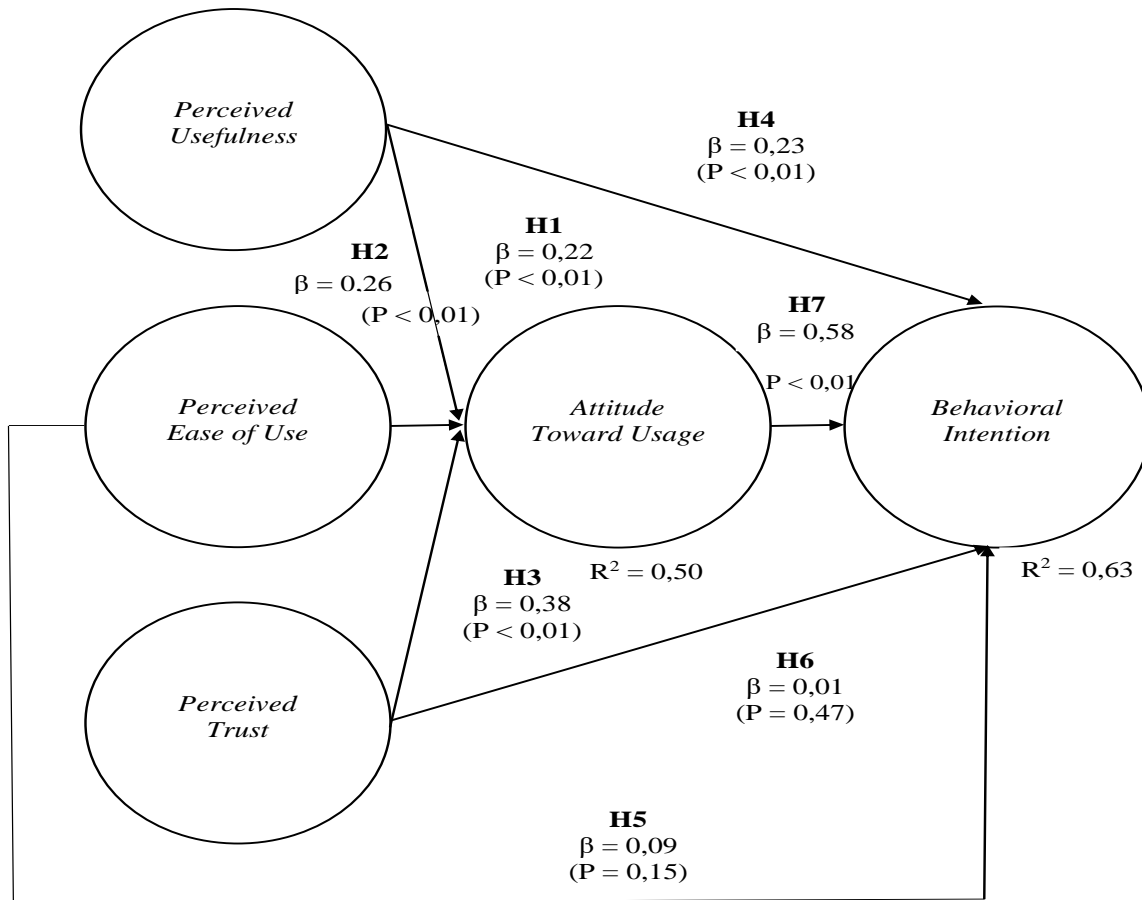 Perceived
Usefulness
H4
β = 0,23
(P < 0,01)
H1
β = 0,22
(P < 0,01)
H2
β = 0,26
(P < 0,01)
H7
β = 0,58
P < 0,01
Perceived
Ease of Use
Attitude
Toward Usage
Behavioral
Intention
R² = 0,50
R² = 0,63
H3
β = 0,38
(P < 0,01)
H6
β = 0,01
(P = 0,47)
Perceived
Trust
H5
β = 0,09
(P = 0,15)